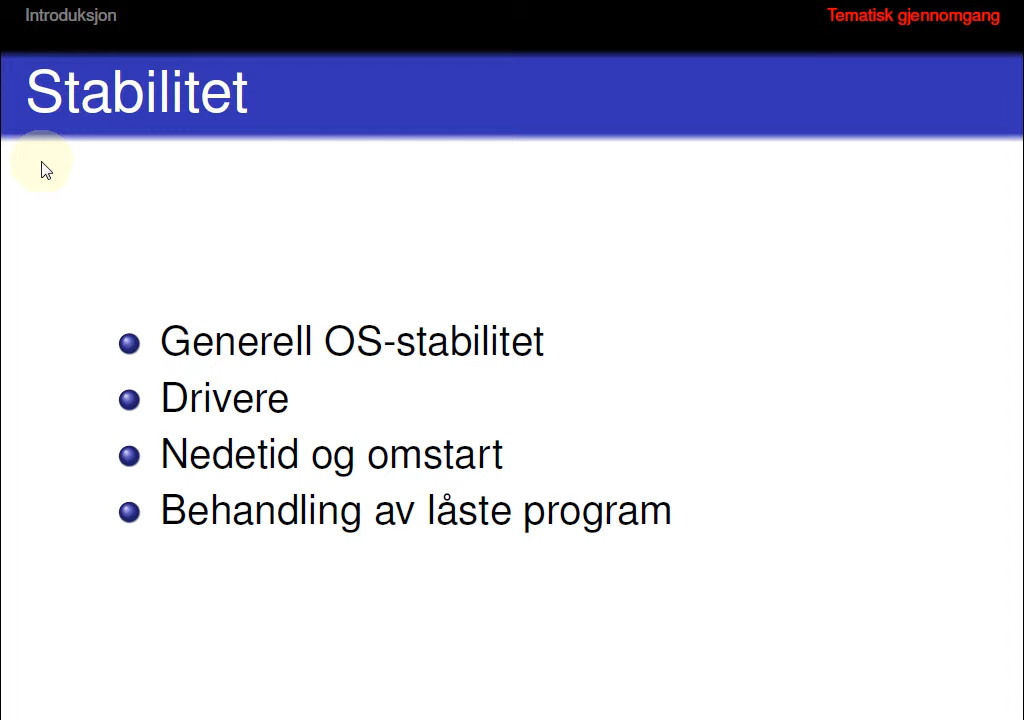 Introduksjon
Tematisk gjennomgang
Stabilitet
Generell OS-stabilitet
Drivere
Nedetid og omstart
Behandling av låste program